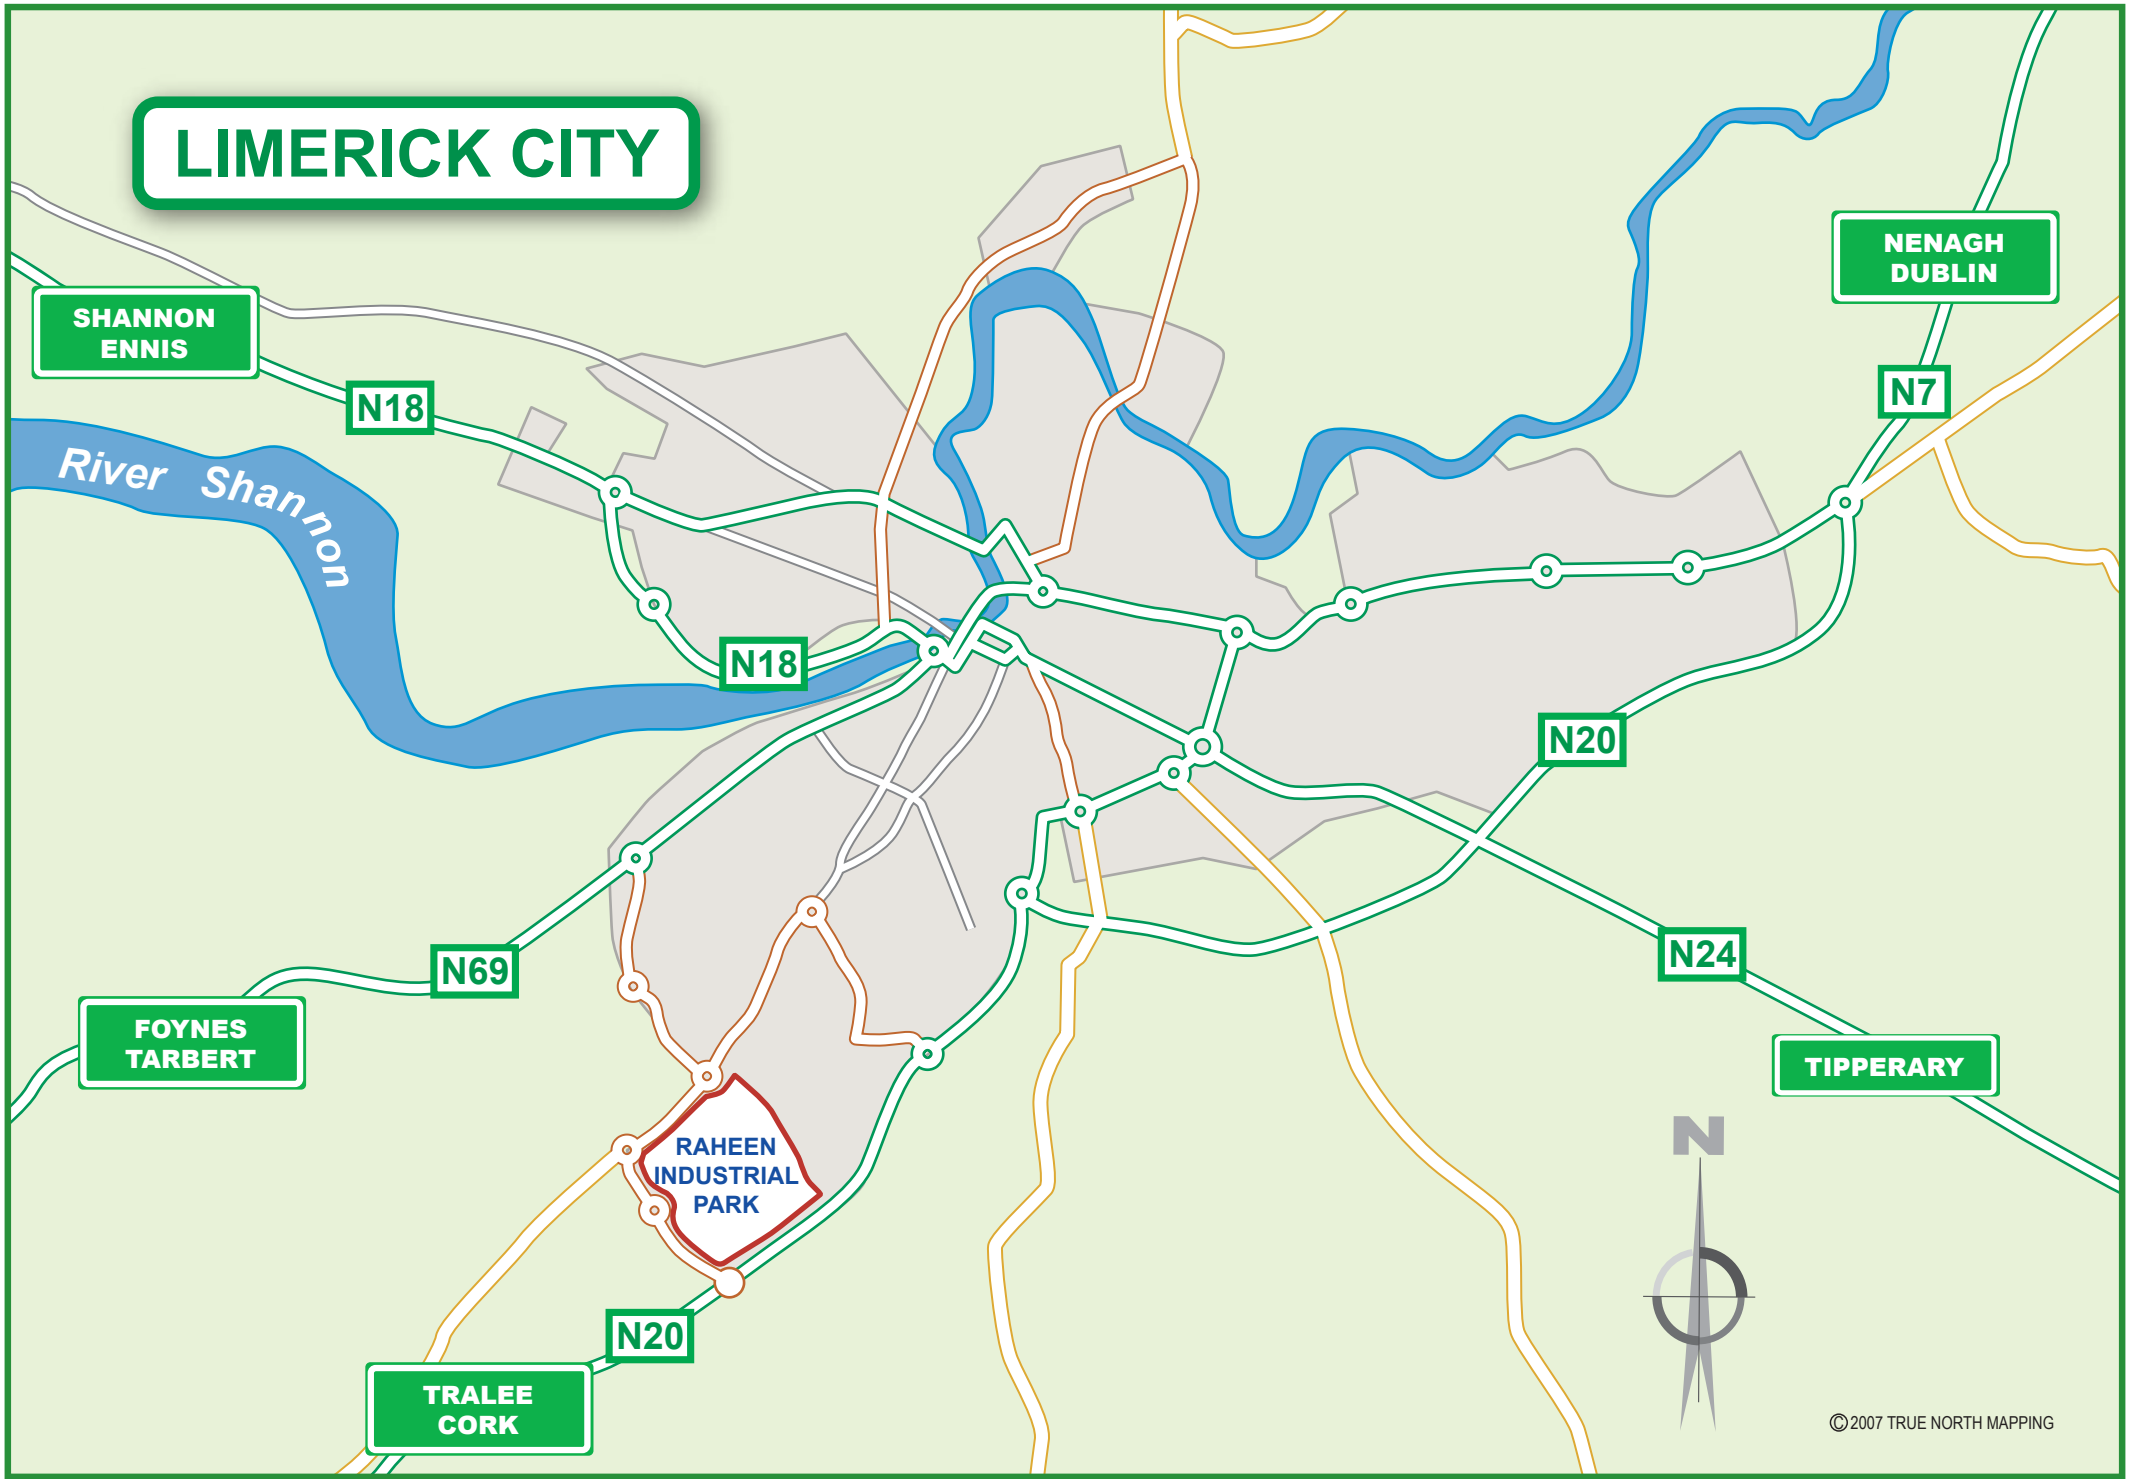 LIMERICK CITY
NENAGH
DUBLIN
SHANNON
ENNIS
N7
N18
River Shannon
N18
N20
N69
N24
FOYNES
TARBERT
TIPPERARY
N
RAHEEN
INDUSTRIAL
PARK
N20
TRALEE
CORK
©2007 TRUE NORTH MAPPING